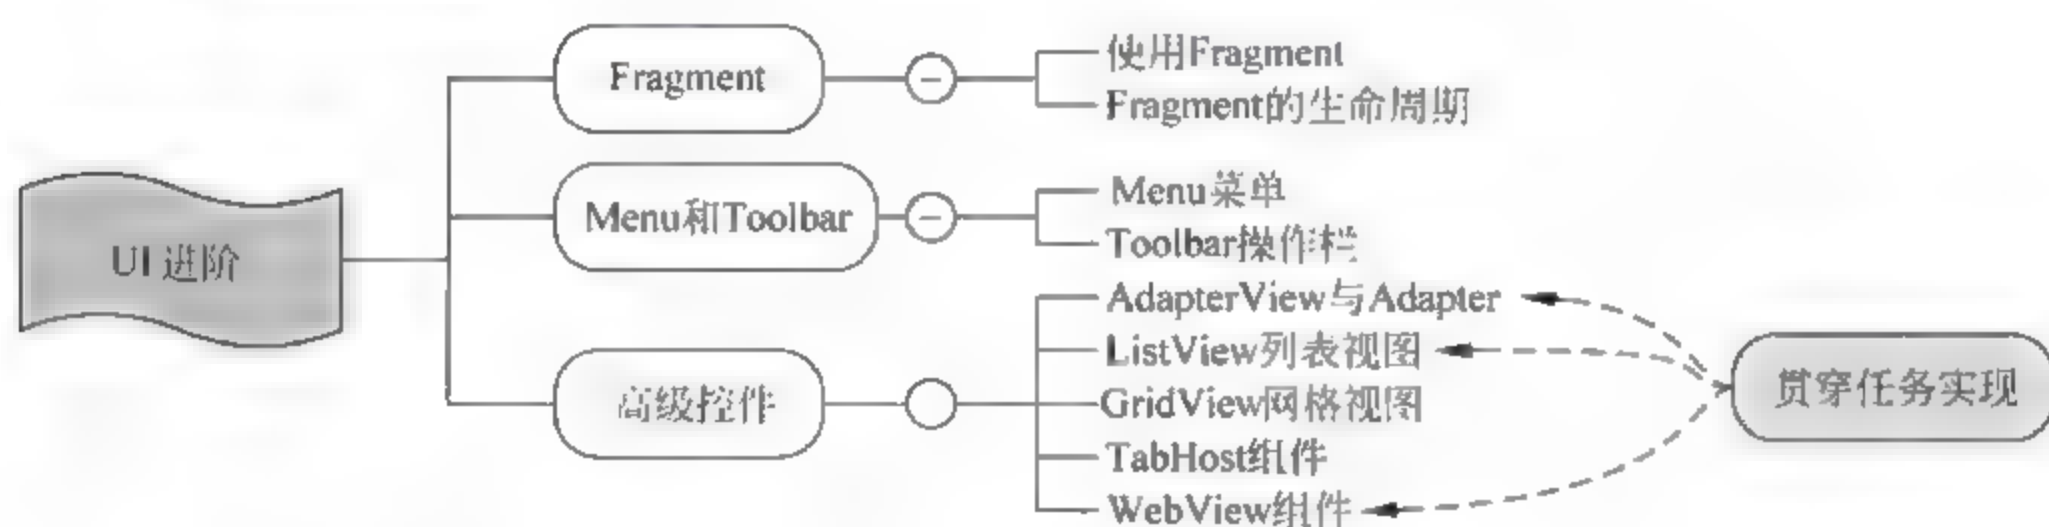 UI 进阶
Fragment
使用Fragment
Fragment的生命周期
Menu和Toolbar
Menu菜单
Toolbar操作栏
高级控件
AdapterView与Adapter
ListView列表视图
GridView网格视图
TabHost组件
WebView组件
贯穿任务实现